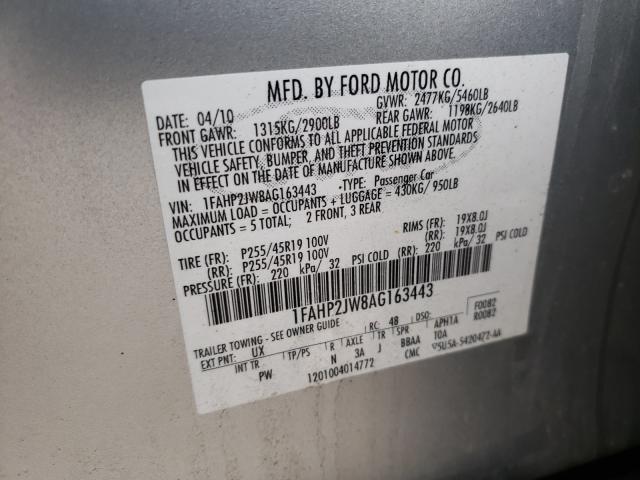 MFD. BY FORD MOTOR CO.
DATE: 04/10 GVWR: 2477KG/5460LB
FRONT GAWR: 1315KG/2900LB REAR GAWR: 1198KG/2640LB
THIS VEHICLE CONFORMS TO ALL APPLICABLE FEDERAL MOTOR
VEHICLE SAFETY, BUMPER, AND THEFT PREVENTION STANDARDS
IN EFFECT ON THE DATE OF MANUFACTURE SHOWN ABOVE.
VIN: 1FAHP2JW8AG163443 TYPE: Passenger Car
MAXIMUM LOAD = OCCUPANTS + LUGGAGE = 430KG/950LB
OCCUPANTS = 5 TOTAL; 2 FRONT, 3 REAR
TIRE (FR): P255/45R19 100V RIMS (FR): 19X8.0J
(RR): P255/45R19 100V (RR): 19X8.0J
PRESSURE (FR): 220 kPa/ 32 PSI COLD (RR): 220 kPa/ 32 PSI COLD
1FAHP2JW8AG163443
TRAILER TOWING - SEE OWNER GUIDE RC: 48 DSO: F0082
EXT PNT: UX R0082
INT TR TP/PS R AXLE TR SPR APH1A
PW N 3A J BBAA TOA
1201004014772 CMC 5U5A-5420472-AA